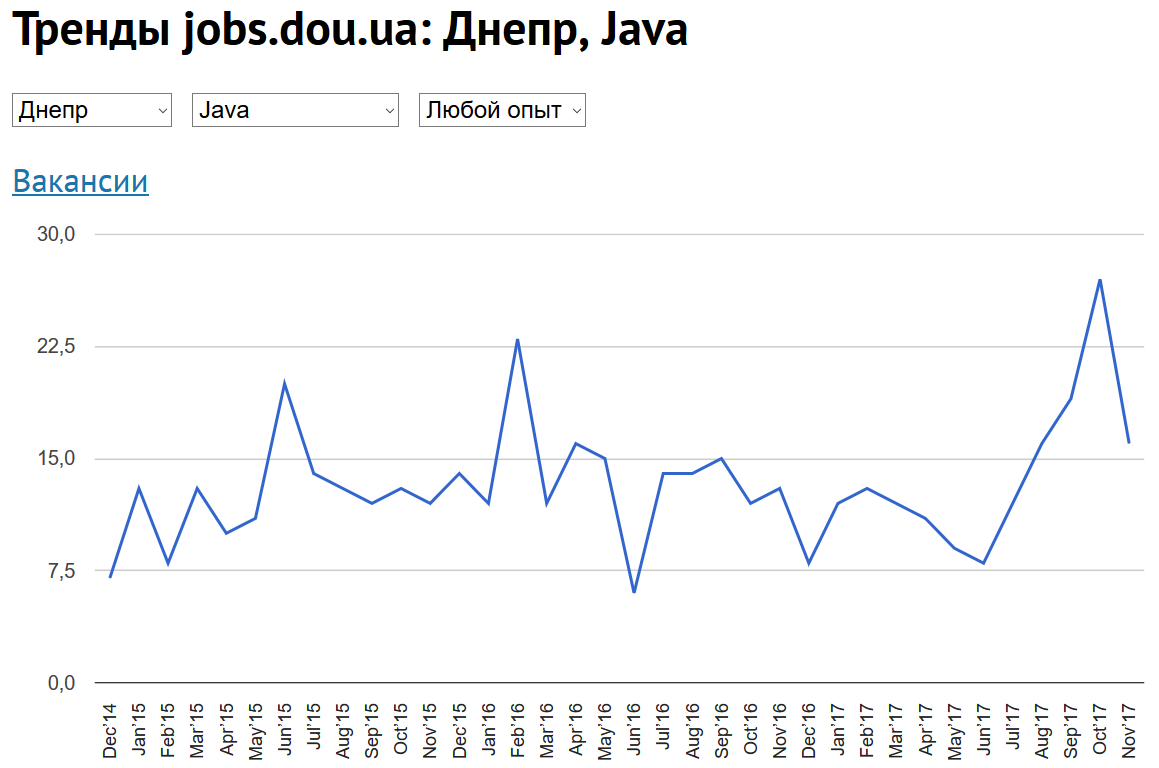 Тренды jobs.dou.ua: Днепр, Java
Днепр Java Любой опыт
Вакансии
30,0
22,5
15,0
7,5
0,0
Dec’14 Jan’15 Feb’15 Mar’15 Apr’15 May’15 Jun’15 Jul’15 Aug’15 Sep’15 Oct’15 Nov’15 Dec’15 Jan’16 Feb’16 Mar’16 Apr’16 May’16 Jun’16 Jul’16 Aug’16 Sep’16 Oct’16 Nov’16 Dec’16 Jan’17 Feb’17 Mar’17 Apr’17 May’17 Jun’17 Jul’17 Aug’17 Sep’17 Oct’17 Nov’17